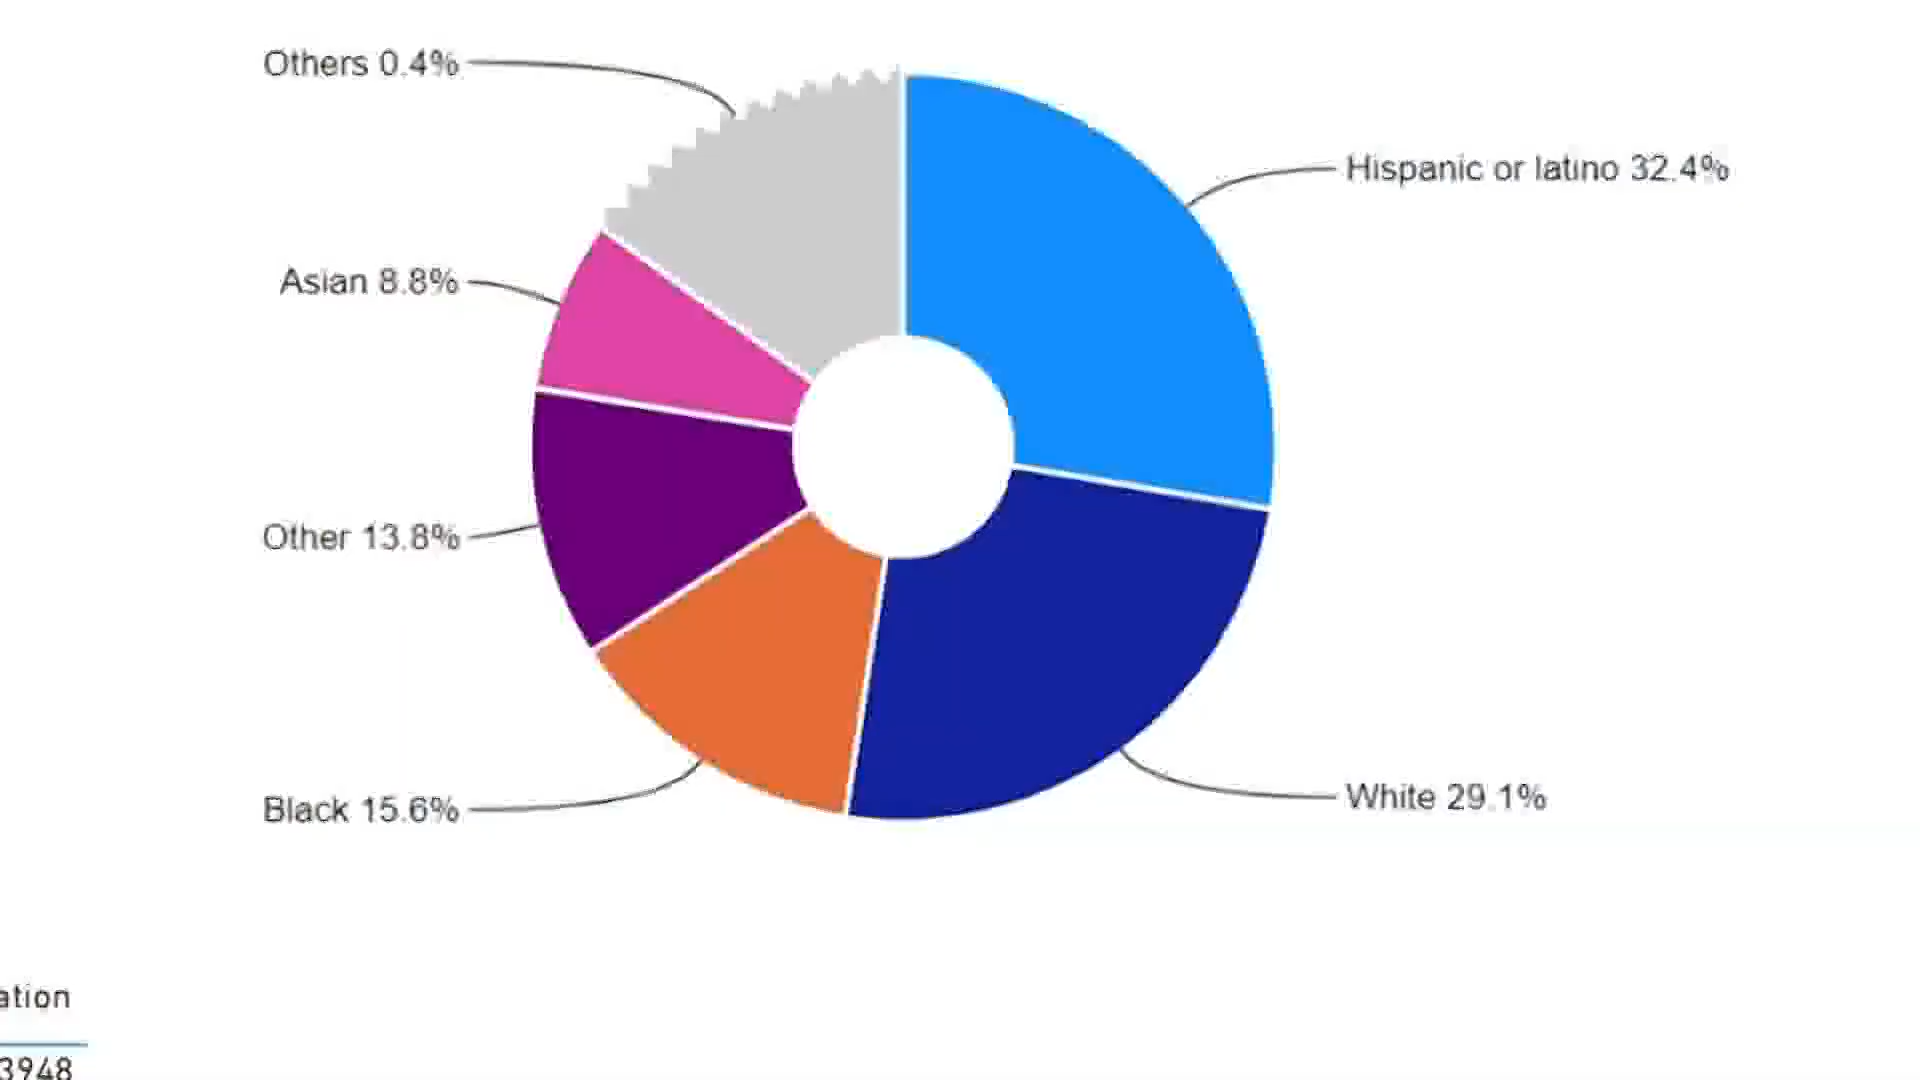 Others 0.4%
Hispanic or latino 32.4%
Asian 8.8%
Other 13.8%
Black 15.6%
White 29.1%
ation
3948